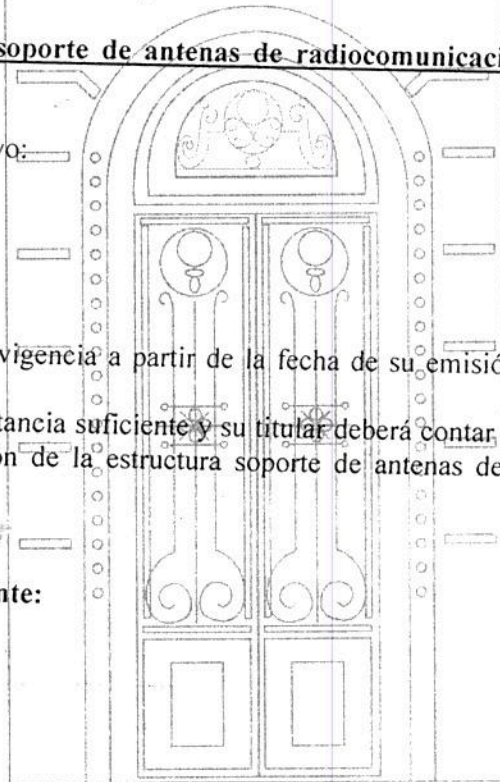 soporte de antenas de radiocomunicaci
vo:
vigencia a partir de la fecha de su emisió
tancia suficiente y su titular deberá contar
ón de la estructura soporte de antenas de
nte: